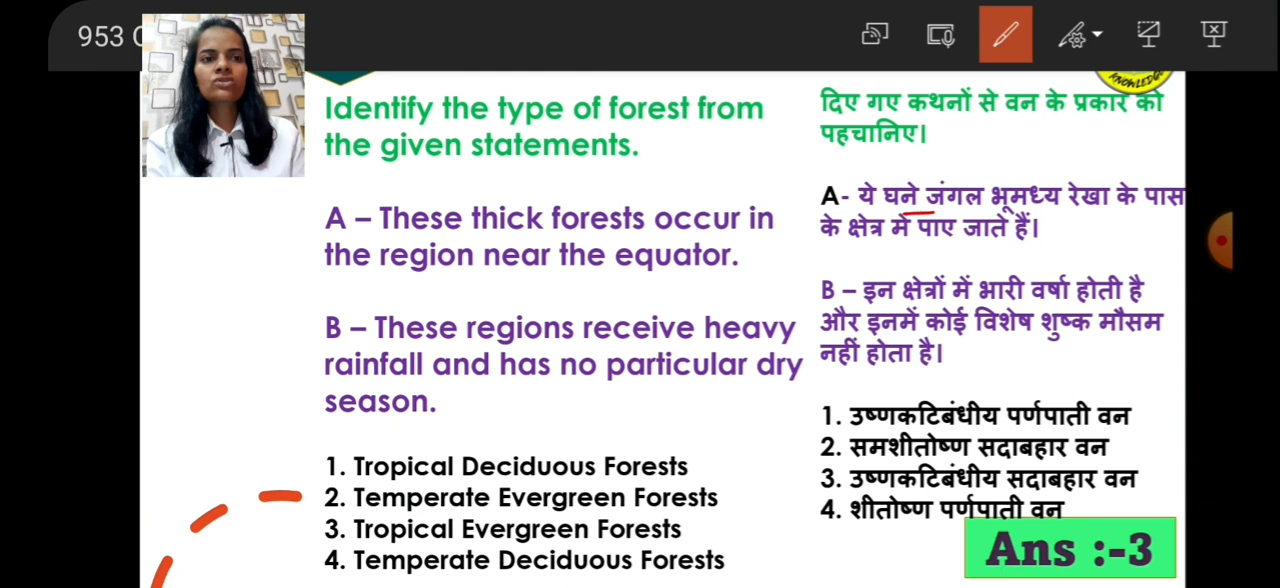 953
KNOWLEDGE
Identify the type of forest from
the given statements.
A – These thick forests occur in
the region near the equator.
B – These regions receive heavy
rainfall and has no particular dry
season.
1. Tropical Deciduous Forests
2. Temperate Evergreen Forests
3. Tropical Evergreen Forests
4. Temperate Deciduous Forests
दिए गए कथनों से वन के प्रकार को
पहचानिए।
A- ये घने जंगल भूमध्य रेखा के पास
के क्षेत्र में पाए जाते हैं।
B – इन क्षेत्रों में भारी वर्षा होती है
और इनमें कोई विशेष शुष्क मौसम
नहीं होता है।
1. उष्णकटिबंधीय पर्णपाती वन
2. समशीतोष्ण सदाबहार वन
3. उष्णकटिबंधीय सदाबहार वन
4. शीतोष्ण पर्णपाती वन
Ans :-3